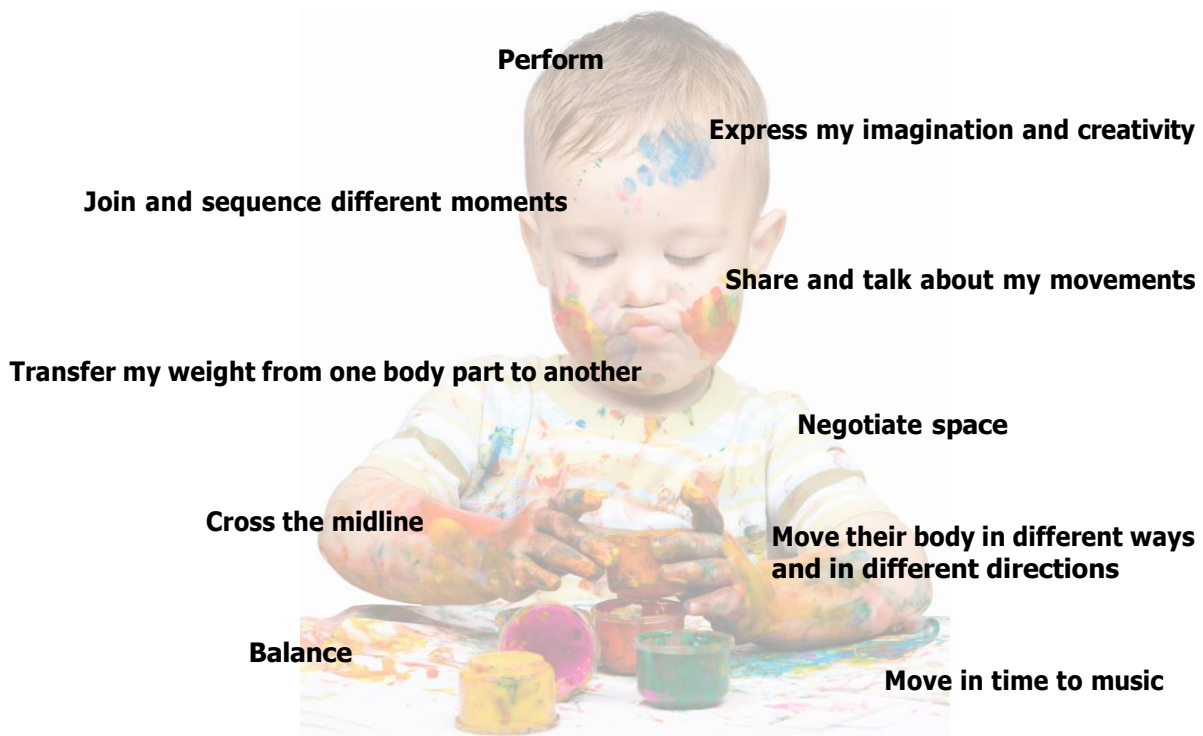 Perform
Express my imagination and creativity
Join and sequence different moments
Share and talk about my movements
Transfer my weight from one body part to another
Negotiate space
Cross the midline
Move their body in different ways
and in different directions
Balance
Move in time to music